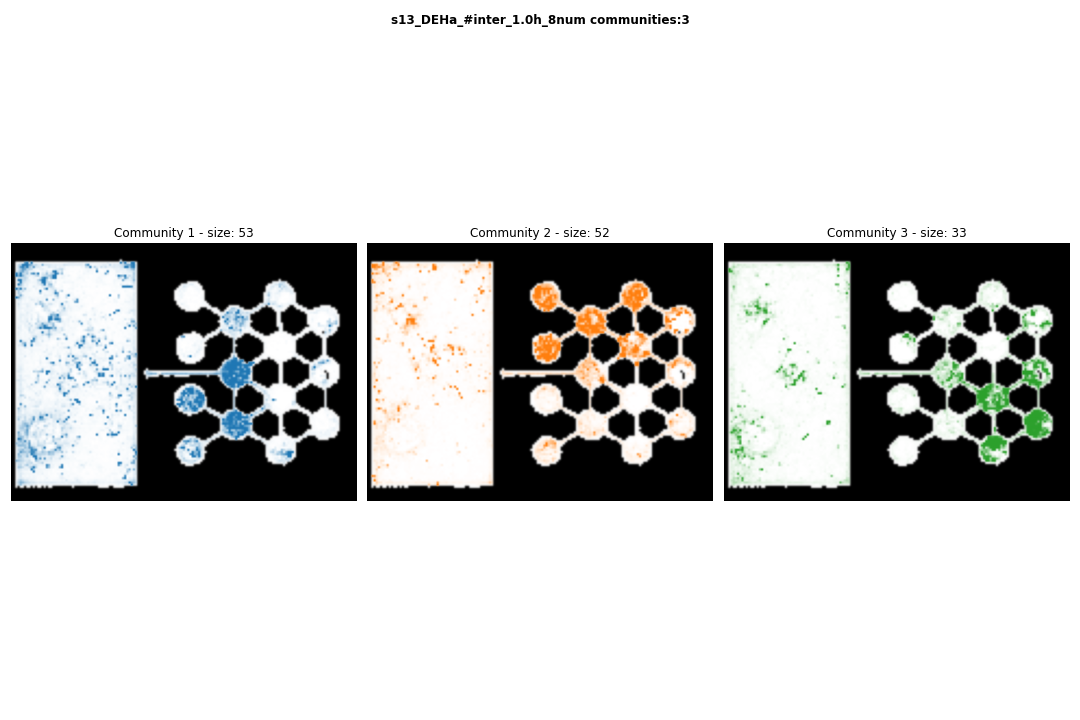 s13_DEHa_#inter_1.0h_8num communities:3
Community 1 - size: 53
Community 2 - size: 52
Community 3 - size: 33